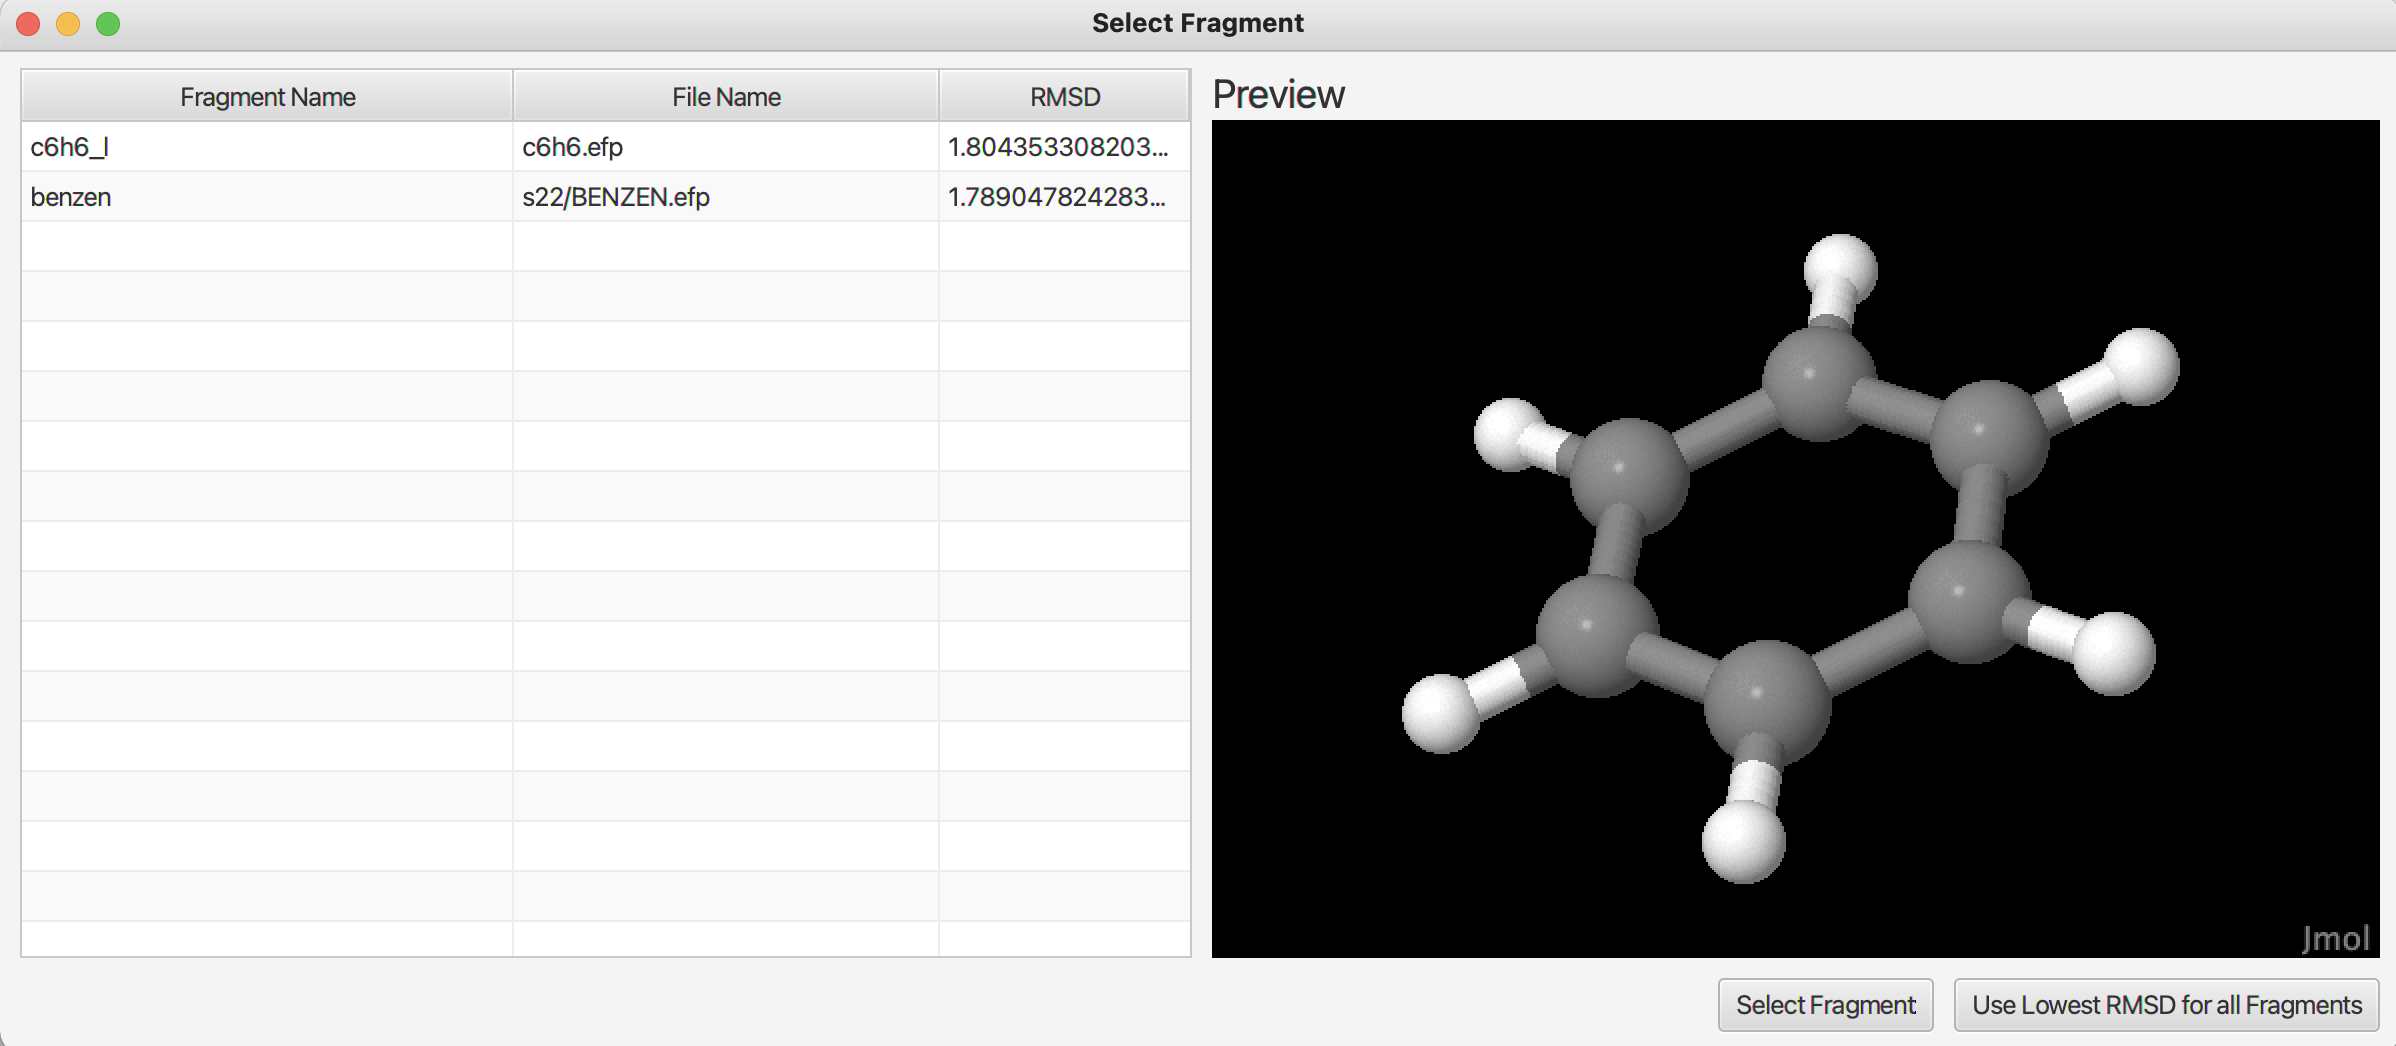 Select Fragment
Fragment Name File Name RMSD
c6h6_l c6h6.efp 1.804353308203...
benzen s22/BENZEN.efp 1.789047824283...
Preview
Jmol
Select Fragment Use Lowest RMSD for all Fragments